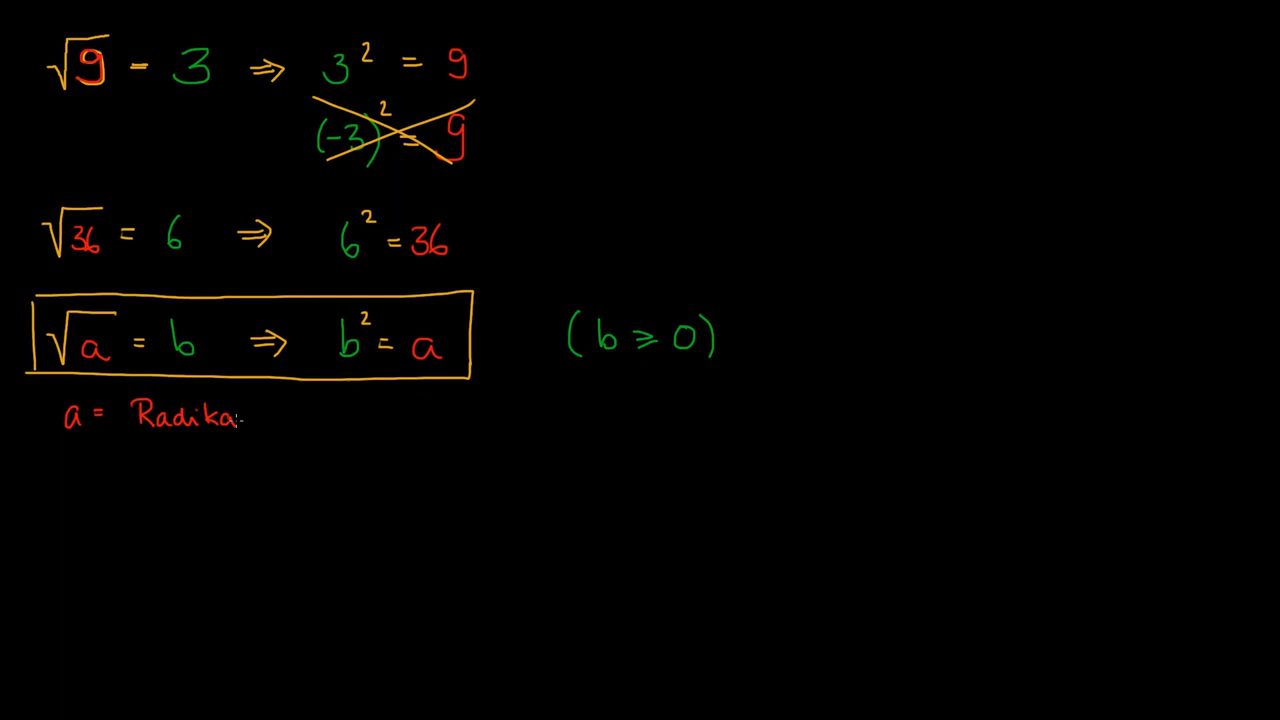 √9 = 3 ⇒ 3² = 9
(-3)² = 9
√36 = 6 ⇒ 6² = 36
√a = b ⇒ b² = a (b ⩾ 0)
a = Radika